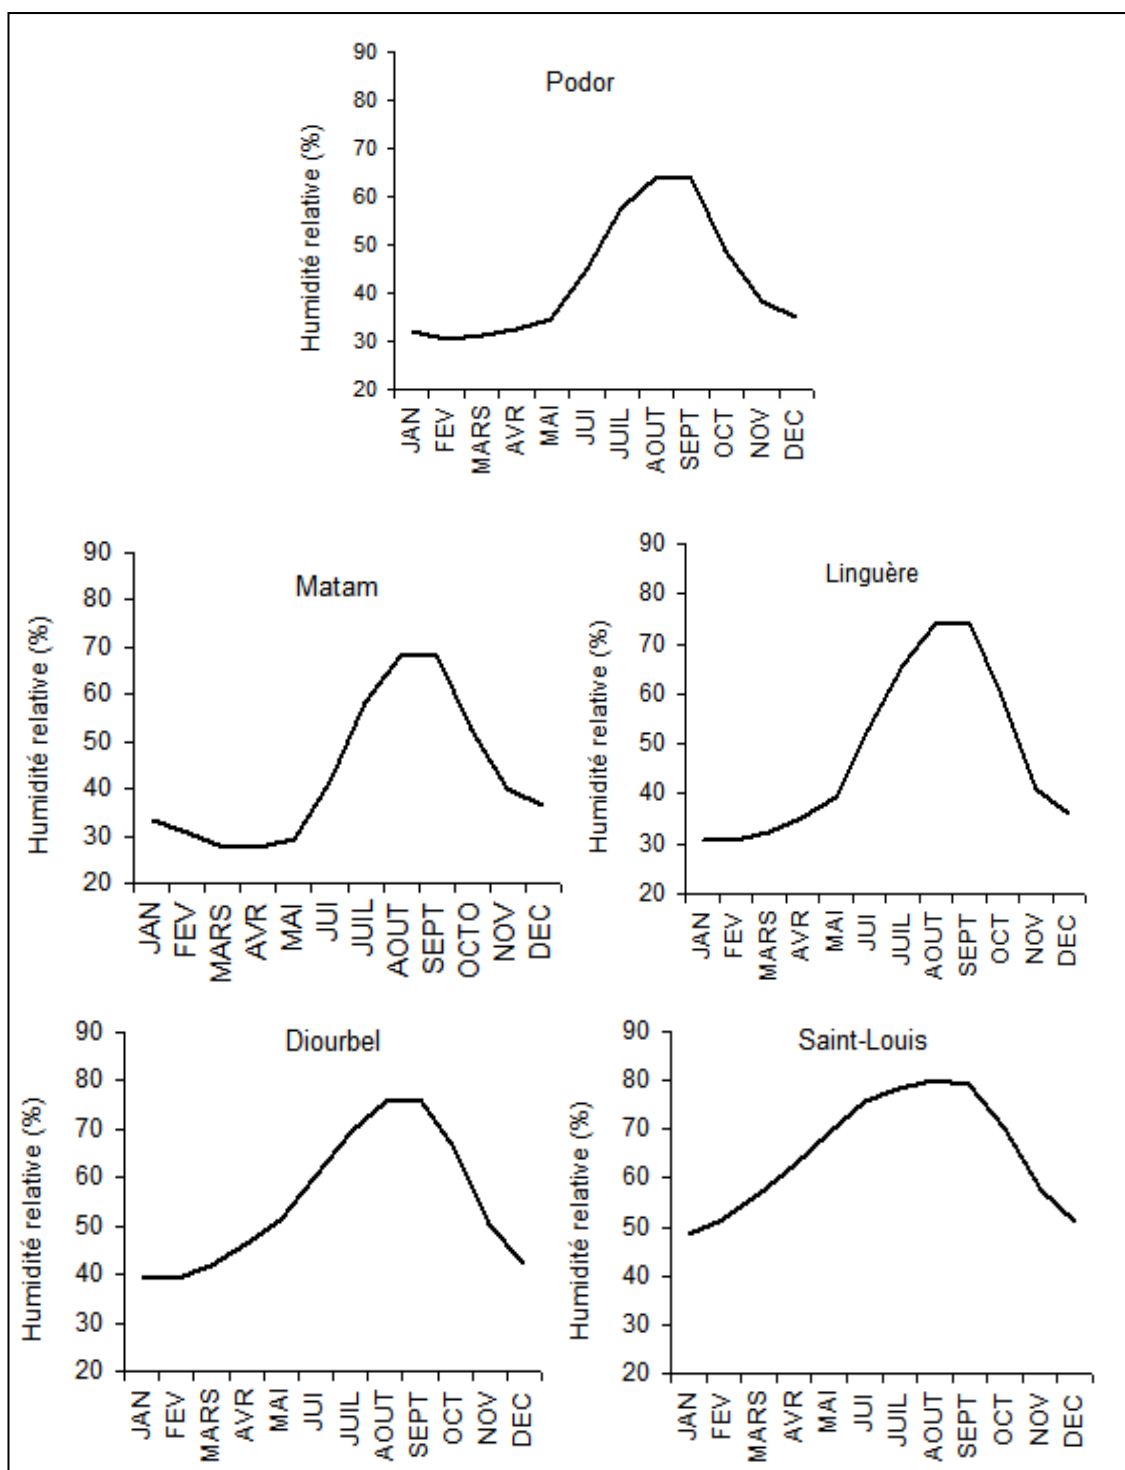 Podor
Humidité relative (%)
90
80
70
60
50
40
30
20
JAN
FEV
MARS
AVR
MAI
JUI
JUIL
AOUT
SEPT
OCT
NOV
DEC
Matam
Humidité relative (%)
90
80
70
60
50
40
30
20
JAN
FEV
MARS
AVR
MAI
JUI
JUIL
AOUT
SEPT
OCTO
NOV
DEC
Linguère
Humidité relative (%)
90
80
70
60
50
40
30
20
JAN
FEV
MARS
AVR
MAI
JUI
JUIL
AOUT
SEPT
OCT
NOV
DEC
Diourbel
Humidité relative (%)
90
80
70
60
50
40
30
20
JAN
FEV
MARS
AVR
MAI
JUI
JUIL
AOUT
SEPT
OCT
NOV
DEC
Saint-Louis
Humidité relative (%)
90
80
70
60
50
40
30
20
JAN
FEV
MARS
AVR
MAI
JUI
JUIL
AOUT
SEPT
OCT
NOV
DEC